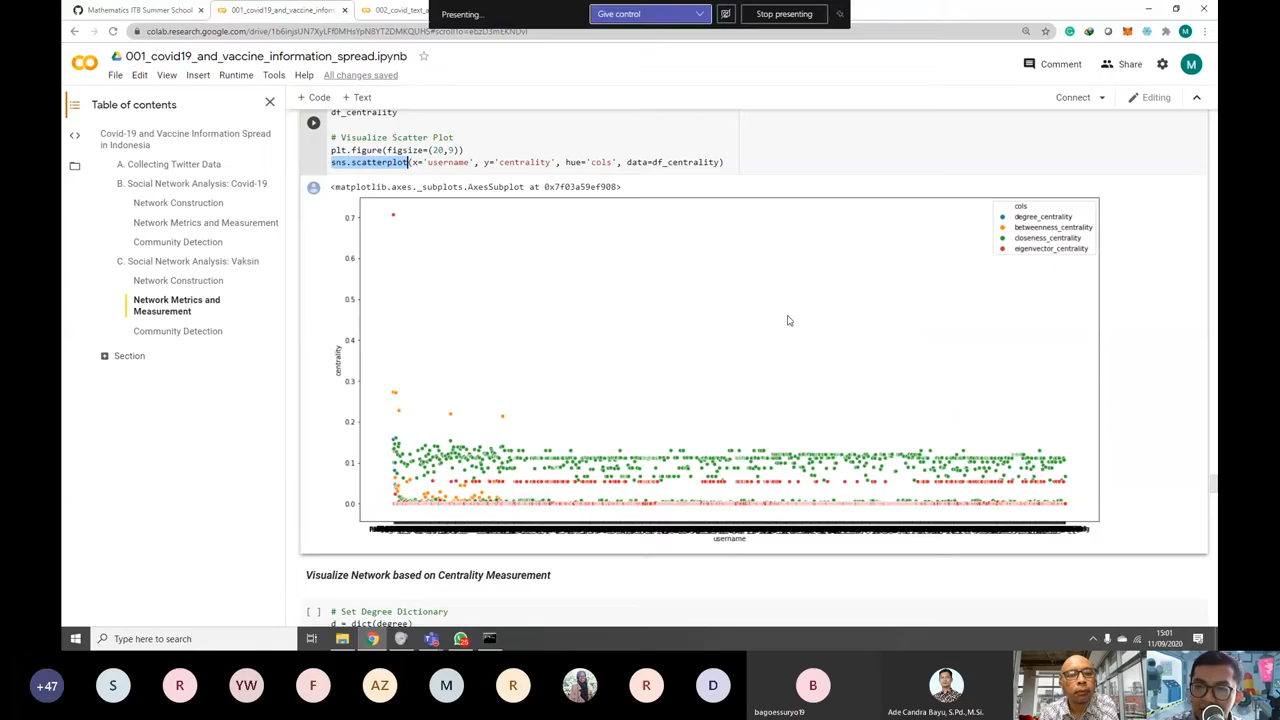 Presenting...
Give control
Stop presenting
Mathematics ITB Summer School
001_covid19_and_vaccine_inform
002_covid_text_a
colab.research.google.com/drive/
001_covid19_and_vaccine_information_spread.ipynb
File Edit View Insert Runtime Tools Help All changes saved
Comment
Share
M
+ Code + Text
Connect
Editing
Table of contents
Covid-19 and Vaccine Information Spread
in Indonesia
A. Collecting Twitter Data
B. Social Network Analysis: Covid-19
Network Construction
Network Metrics and Measurement
Community Detection
C. Social Network Analysis: Vaksin
Network Construction
Network Metrics and
Measurement
Community Detection
Section
df_centrality
# Visualize Scatter Plot
plt.figure(figsize=(20,9))
sns.scatterplot(x='username', y='centrality', hue='cols', data=df_centrality)
<matplotlib.axes._subplots.AxesSubplot at 0x7f03a59ef908>
cols
degree_centrality
betweenness_centrality
closeness_centrality
eigenvector_centrality
0.7
0.6
0.5
0.4
0.3
0.2
0.1
0.0
centrality
username
Visualize Network based on Centrality Measurement
[ ] # Set Degree Dictionary
d = dict(degree)
Type here to search
15:01
11/09/2020
+47
S
R
YW
F
AZ
M
R
R
D
B
bagoessuryo19
Ade Candra Bayu, S.Pd., M.Si.